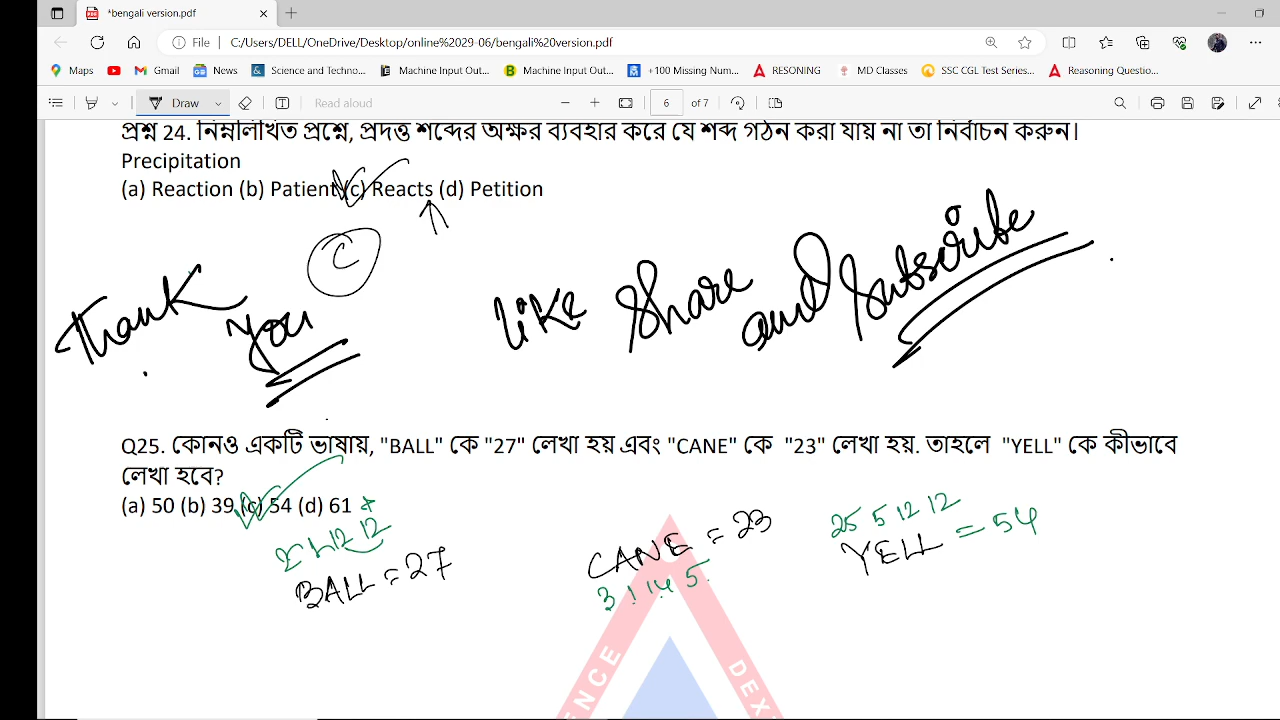 *bengali version.pdf
File | C:/Users/DELL/OneDrive/Desktop/online%2029-06/bengali%20version.pdf
Maps Gmail News Science and Techno... Machine Input Out... Machine Input Out... +100 Missing Num... RESONING MD Classes SSC CGL Test Series... Reasoning Questio...
Draw Read aloud 6 of 7
প্রশ্ন 24. নিম্নলিখিত প্রশ্নে, প্রদত্ত শব্দের অক্ষর ব্যবহার করে যে শব্দ গঠন করা যায় না তা নির্বাচন করুন।
Precipitation
(a) Reaction (b) Patient (c) Reacts (d) Petition
C
Thank You
Like Share and Subscribe
Q25. কোনও একটি ভাষায়, "BALL" কে "27" লেখা হয় এবং "CANE" কে "23" লেখা হয়. তাহলে "YELL" কে কীভাবে
লেখা হবে?
(a) 50 (b) 39 (c) 54 (d) 61
2 1 12 12
BALL = 27
CANE = 23
3 1 14 5
25 5 12 12
YELL = 54
ENCE
DEX